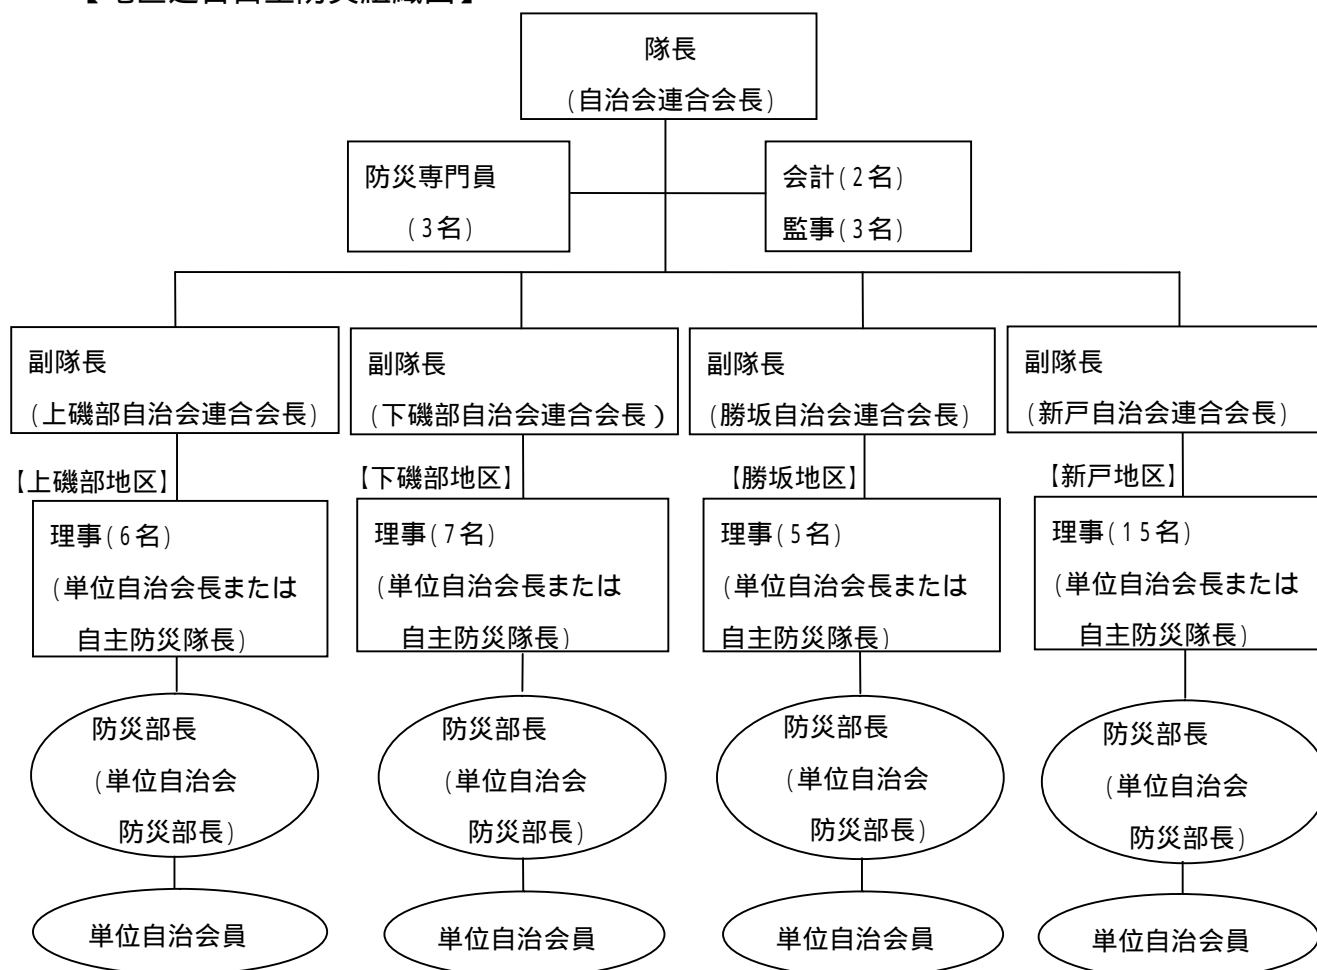 隊長
(自治会連合会長)
防災専門員
(3名)
会計(2名)
監事(3名)
副隊長
(上磯部自治会連合会長)
副隊長
(下磯部自治会連合会長)
副隊長
(勝坂自治会連合会長)
副隊長
(新戸自治会連合会長)
【上磯部地区】
【下磯部地区】
【勝坂地区】
【新戸地区】
理事(6名)
(単位自治会長または
自主防災隊長)
理事(7名)
(単位自治会長または
自主防災隊長)
理事(5名)
(単位自治会長または
自主防災隊長)
理事(15名)
(単位自治会長または
自主防災隊長)
防災部長
(単位自治会
防災部長)
防災部長
(単位自治会
防災部長)
防災部長
(単位自治会
防災部長)
防災部長
(単位自治会
防災部長)
単位自治会員
単位自治会員
単位自治会員
単位自治会員